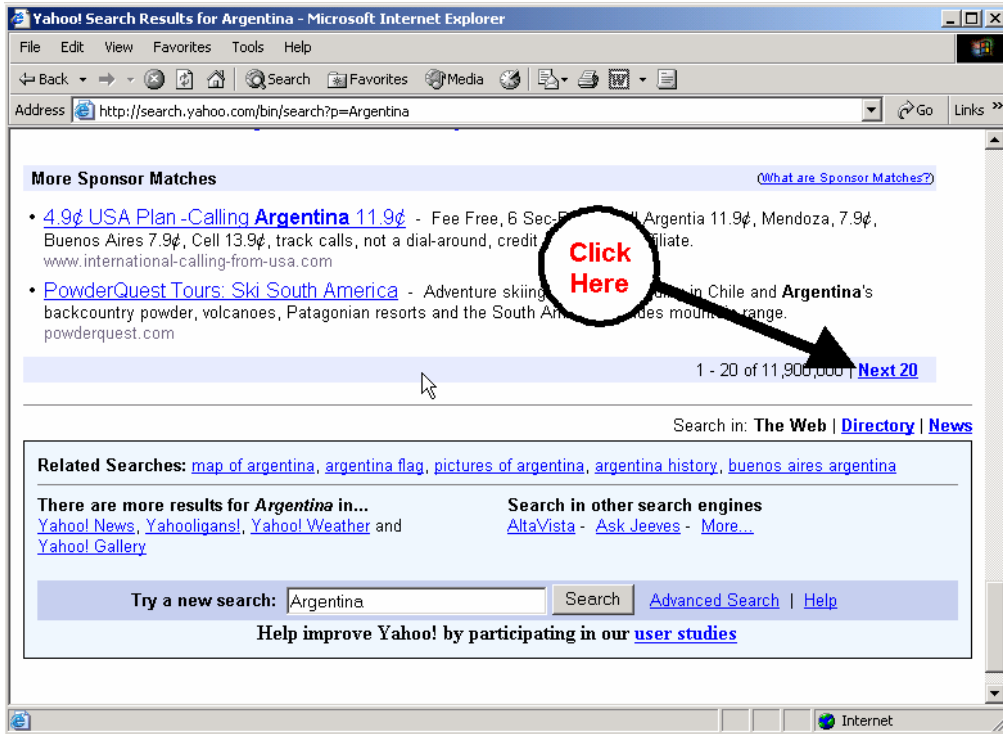 Yahoo! Search Results for Argentina - Microsoft Internet Explorer
File Edit View Favorites Tools Help
Back Search Favorites Media
Address http://search.yahoo.com/bin/search?p=Argentina Go Links »
More Sponsor Matches (What are Sponsor Matches?)
• 4.9¢ USA Plan -Calling Argentina 11.9¢ - Fee Free, 6 Sec- Argentia 11.9¢, Mendoza, 7.9¢,
Buenos Aires 7.9¢, Cell 13.9¢, track calls, not a dial-around, credit
www.international-calling-from-usa.com
• PowderQuest Tours: Ski South America - Adventure skiing in Chile and Argentina's
backcountry powder, volcanoes, Patagonian resorts and the South range.
powderquest.com
Click
Here
1 - 20 of 11,900,000 | Next 20
Search in: The Web | Directory | News
Related Searches: map of argentina, argentina flag, pictures of argentina, argentina history, buenos aires argentina
There are more results for Argentina in...
Yahoo! News, Yahooligans!, Yahoo! Weather and
Yahoo! Gallery
Search in other search engines
AltaVista - Ask Jeeves - More...
Try a new search: Argentina Search Advanced Search | Help
Help improve Yahoo! by participating in our user studies
Internet